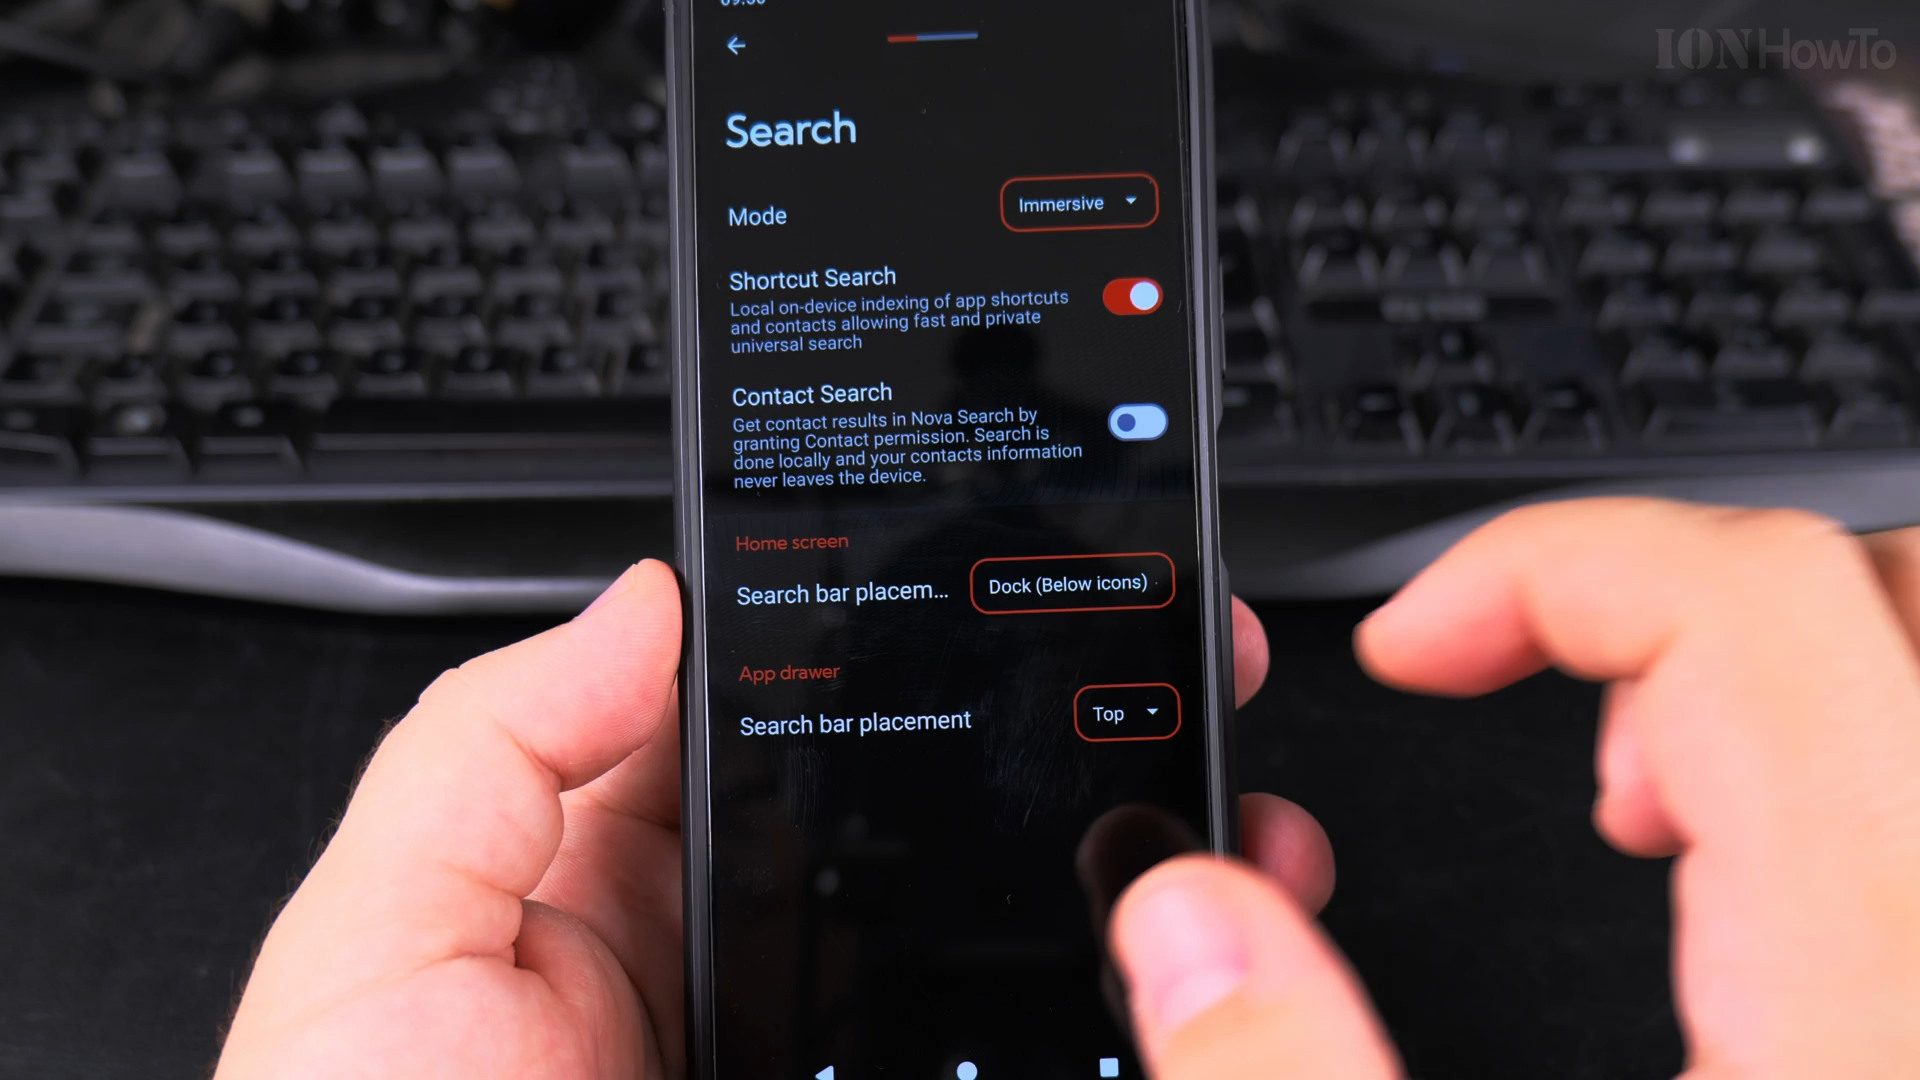 IONHowTo
Search
Mode
Immersive
Shortcut Search
Local on-device indexing of app shortcuts
and contacts allowing fast and private
universal search
Contact Search
Get contact results in Nova Search by
granting Contact permission. Search is
done locally and your contacts information
never leaves the device.
Home screen
Search bar placem...
Dock (Below icons)
App drawer
Search bar placement
Top